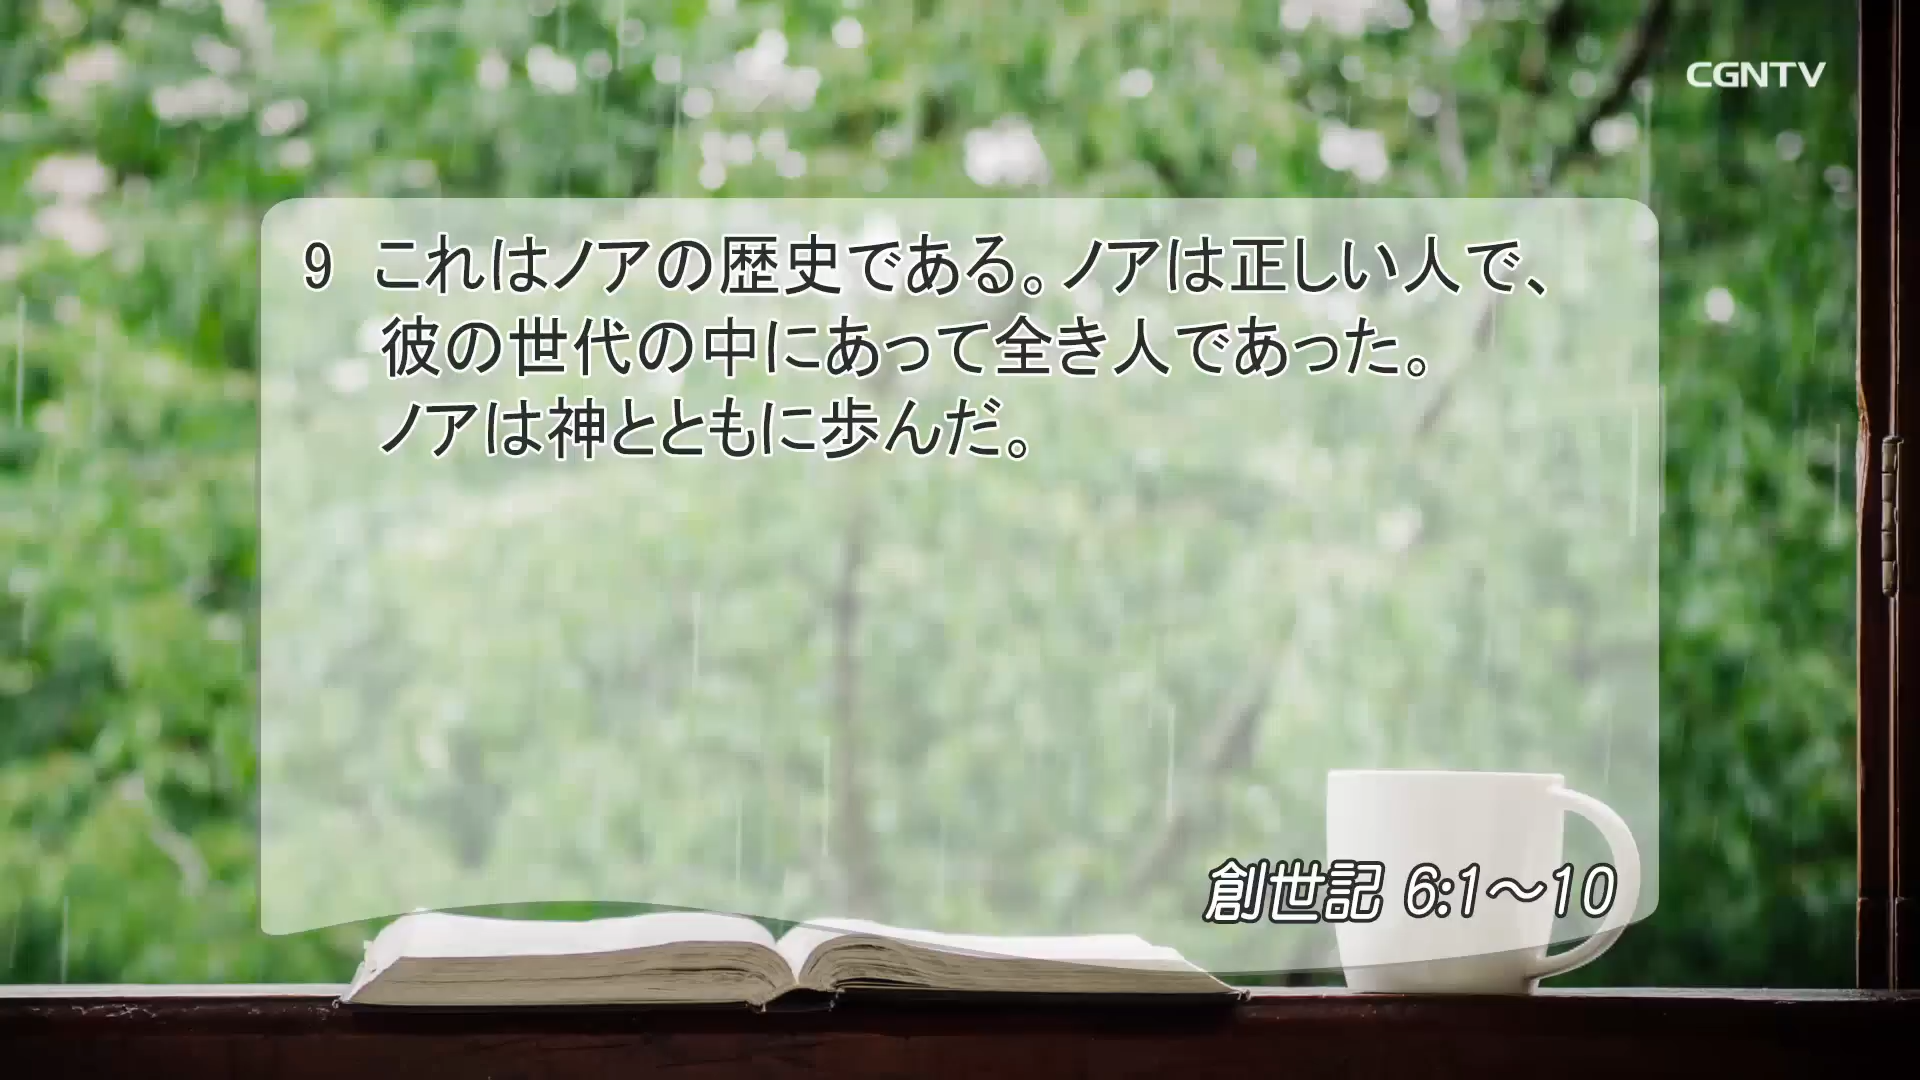 CGNTV
9 これはノアの歴史である。ノアは正しい人で、
彼の世代の中にあって全き人であった。
ノアは神とともに歩んだ。
創世記 6:1〜10